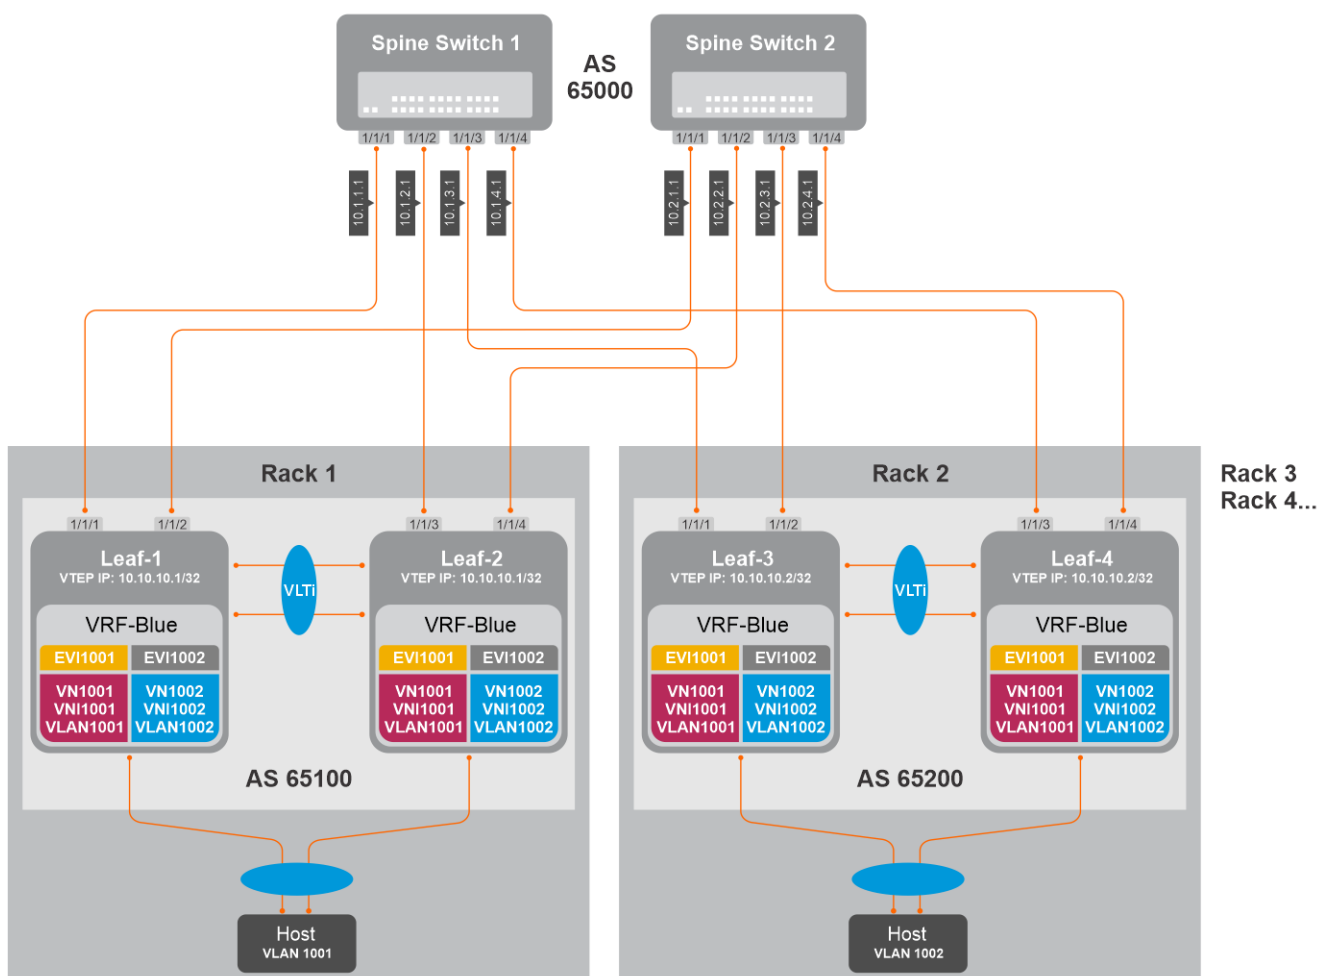 Spine Switch 1
AS
65000
Spine Switch 2
1/1/1 1/1/2 1/1/3 1/1/4
1/1/1 1/1/2 1/1/3 1/1/4
10.1.1.1
10.1.2.1
10.1.3.1
10.1.4.1
10.2.1.1
10.2.2.1
10.2.3.1
10.2.4.1
Rack 1
Rack 2
Rack 3
Rack 4...
1/1/1 1/1/2
Leaf-1
VTEP IP: 10.10.10.1/32
VRF-Blue
EVI1001 EVI1002
VN1001 VN1002
VNI1001 VNI1002
VLAN1001 VLAN1002
VLTi
1/1/3 1/1/4
Leaf-2
VTEP IP: 10.10.10.1/32
VRF-Blue
EVI1001 EVI1002
VN1001 VN1002
VNI1001 VNI1002
VLAN1001 VLAN1002
AS 65100
Host
VLAN 1001
1/1/1 1/1/2
Leaf-3
VTEP IP: 10.10.10.2/32
VRF-Blue
EVI1001 EVI1002
VN1001 VN1002
VNI1001 VNI1002
VLAN1001 VLAN1002
VLTi
1/1/3 1/1/4
Leaf-4
VTEP IP: 10.10.10.2/32
VRF-Blue
EVI1001 EVI1002
VN1001 VN1002
VNI1001 VNI1002
VLAN1001 VLAN1002
AS 65200
Host
VLAN 1002